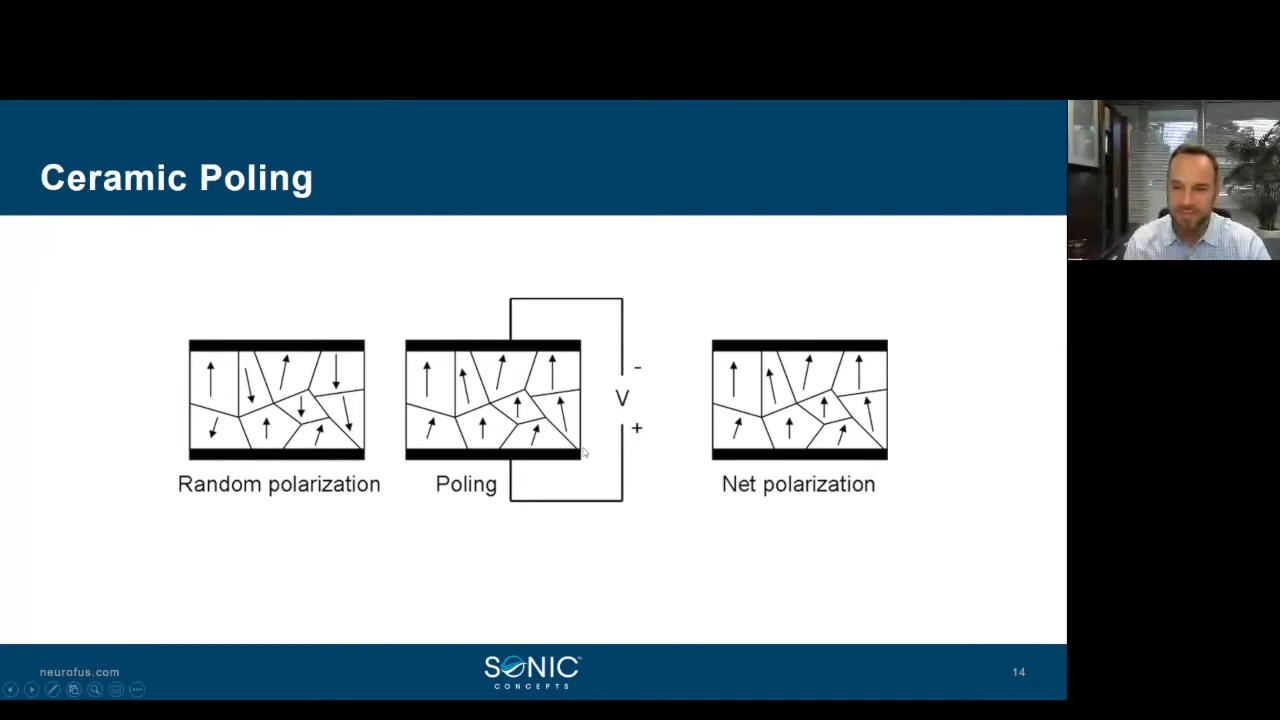 Ceramic Poling
-
V
+
Random polarization
Poling
Net polarization
neurofus.com
SONIC
CONCEPTS
14